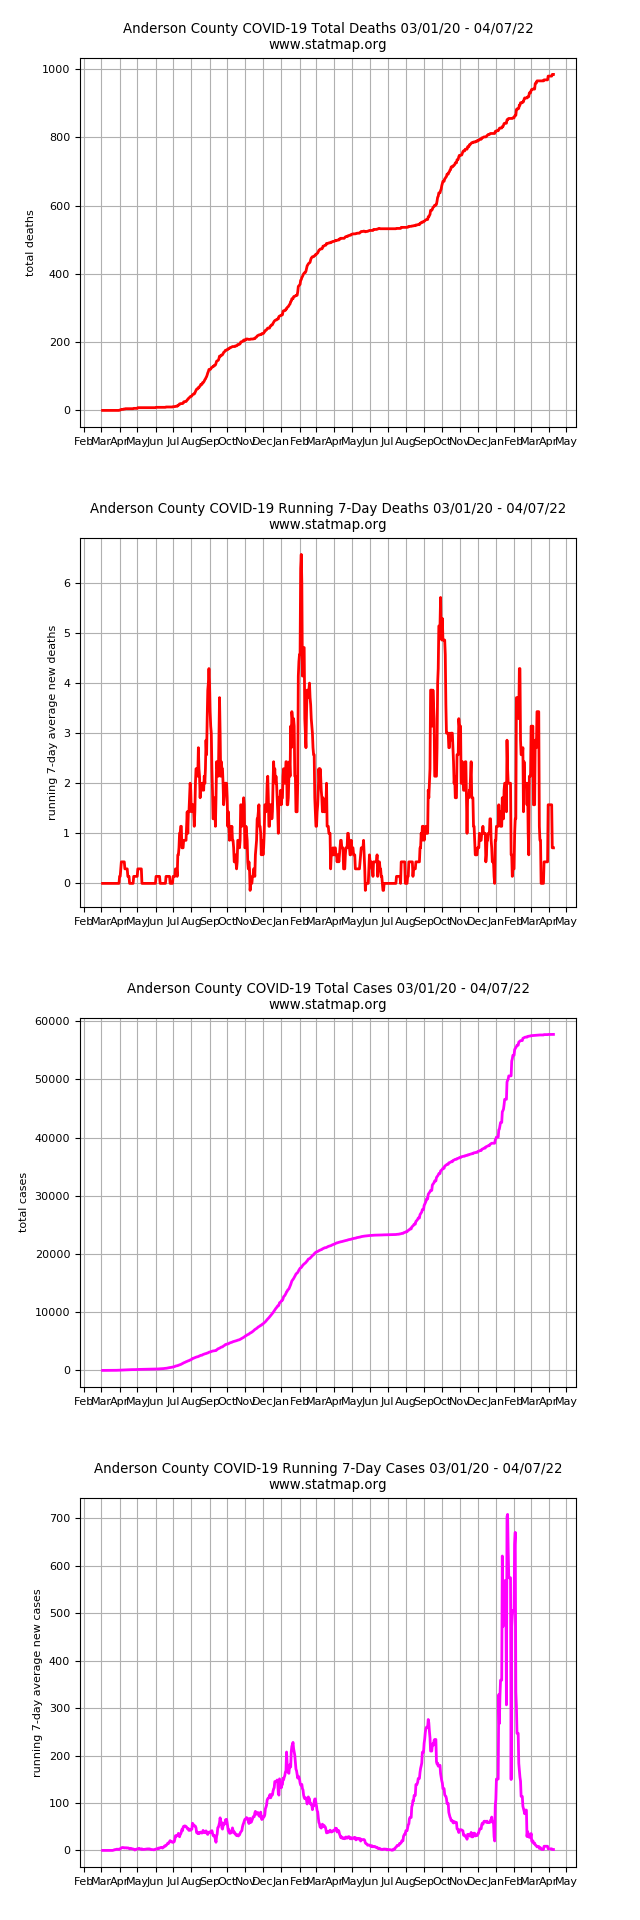 Anderson County COVID-19 Total Deaths 03/01/20 - 04/07/22
www.statmap.org
1000
800
600
400
200
0
total deaths
Feb Mar Apr May Jun Jul Aug Sep Oct Nov Dec Jan Feb Mar Apr May Jun Jul Aug Sep Oct Nov Dec Jan Feb Mar Apr May
Anderson County COVID-19 Running 7-Day Deaths 03/01/20 - 04/07/22
www.statmap.org
6
5
4
3
2
1
0
running 7-day average new deaths
Feb Mar Apr May Jun Jul Aug Sep Oct Nov Dec Jan Feb Mar Apr May Jun Jul Aug Sep Oct Nov Dec Jan Feb Mar Apr May
Anderson County COVID-19 Total Cases 03/01/20 - 04/07/22
www.statmap.org
60000
50000
40000
30000
20000
10000
0
total cases
Feb Mar Apr May Jun Jul Aug Sep Oct Nov Dec Jan Feb Mar Apr May Jun Jul Aug Sep Oct Nov Dec Jan Feb Mar Apr May
Anderson County COVID-19 Running 7-Day Cases 03/01/20 - 04/07/22
www.statmap.org
700
600
500
400
300
200
100
0
running 7-day average new cases
Feb Mar Apr May Jun Jul Aug Sep Oct Nov Dec Jan Feb Mar Apr May Jun Jul Aug Sep Oct Nov Dec Jan Feb Mar Apr May